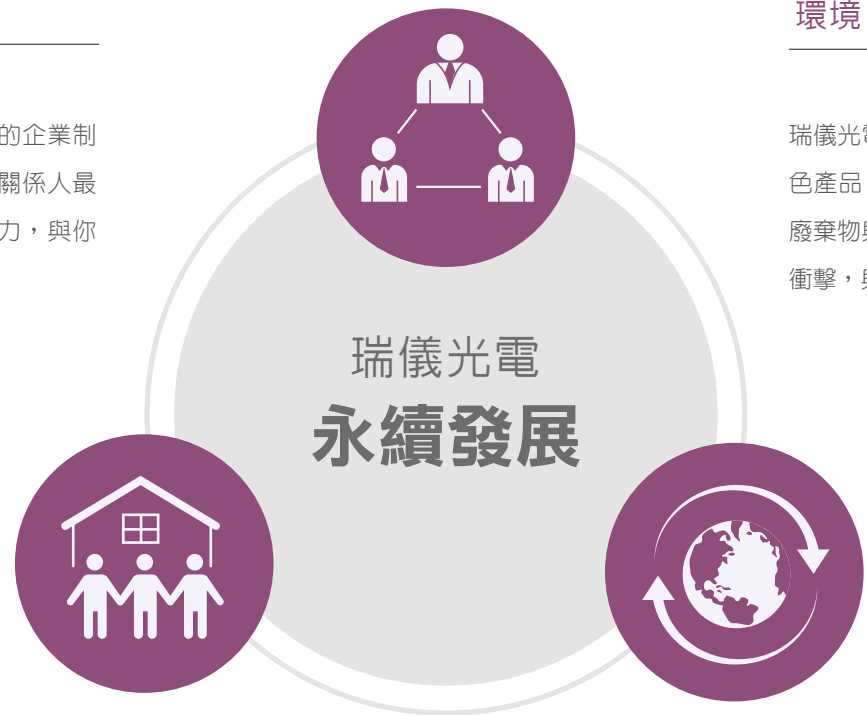 的企業制
關係人最
力，與你
瑞儀光電
永續發展
環境
瑞儀光
色產品
廢棄物
衝擊，